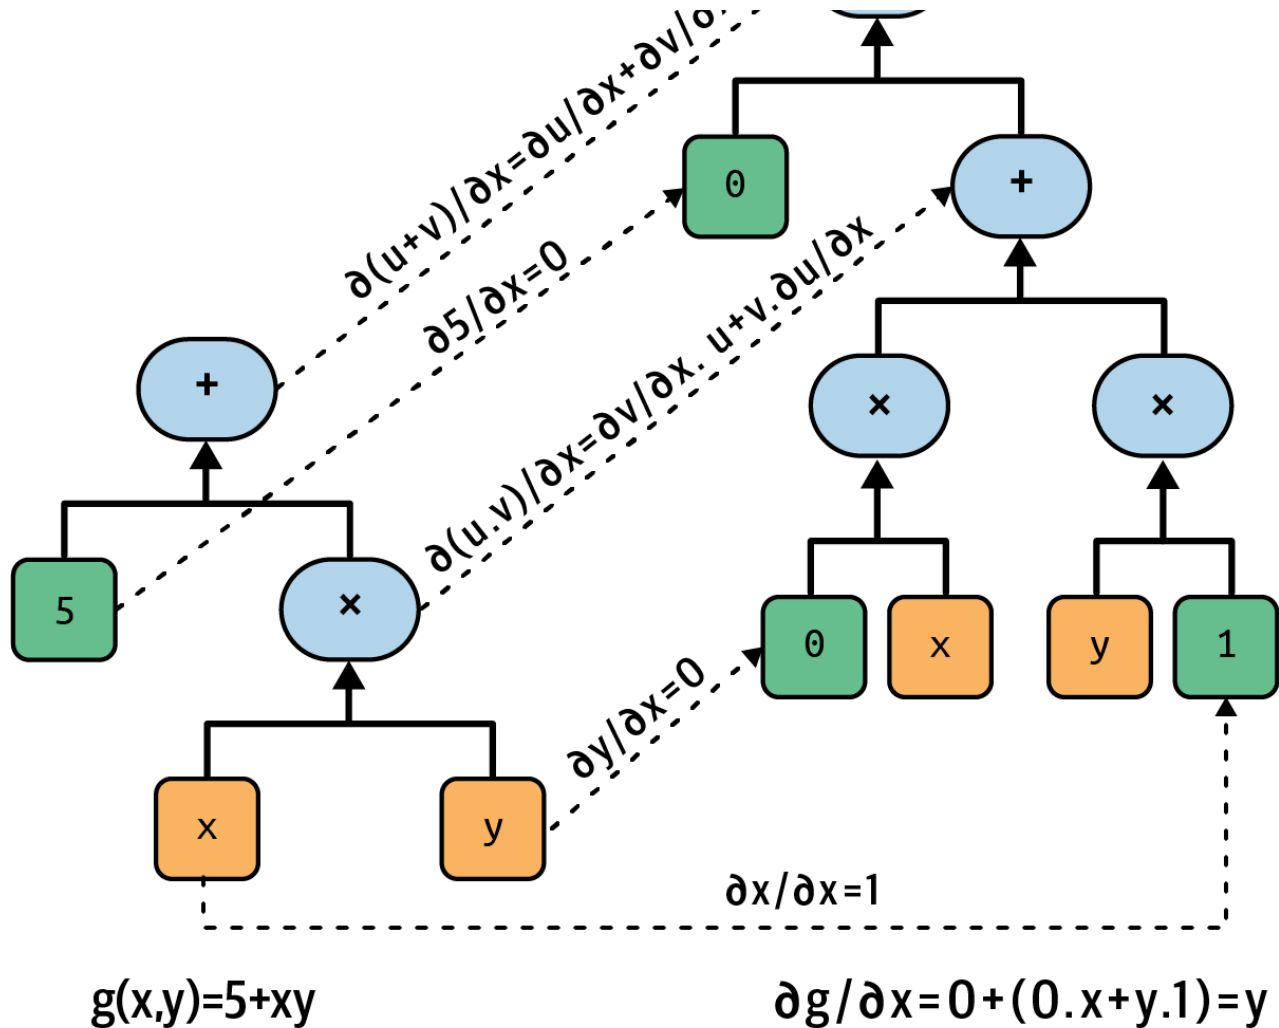 ∂(u+v)/∂x=∂u/∂x+∂v/∂
0
+
∂5/∂x=0
∂(u.v)/∂x=∂v/∂x. u+v.∂u/∂x
+
×
×
5
×
0
x
y
1
∂y/∂x=0
x
y
∂x/∂x=1
g(x,y)=5+xy
∂g/∂x=0+(0.x+y.1)=y